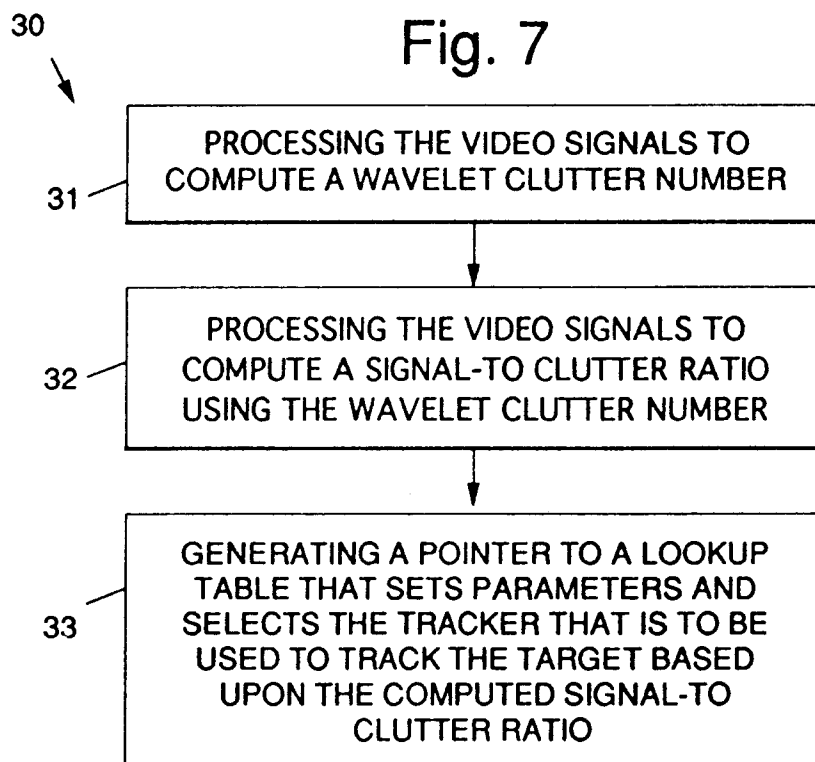 30
Fig. 7
PROCESSING THE VIDEO SIGNALS TO
COMPUTE A WAVELET CLUTTER NUMBER
31
PROCESSING THE VIDEO SIGNALS TO
COMPUTE A SIGNAL-TO CLUTTER RATIO
USING THE WAVELET CLUTTER NUMBER
32
GENERATING A POINTER TO A LOOKUP
TABLE THAT SETS PARAMETERS AND
SELECTS THE TRACKER THAT IS TO BE
USED TO TRACK THE TARGET BASED
UPON THE COMPUTED SIGNAL-TO
CLUTTER RATIO
33